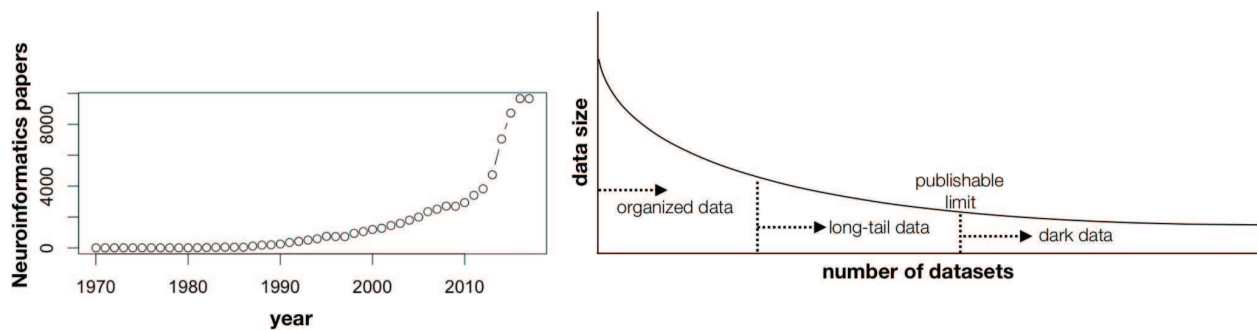 Neuroinformatics papers
8000
4000
0
1970
1980
1990
2000
2010
year
data size
organized data
long-tail data
publishable
limit
dark data
number of datasets